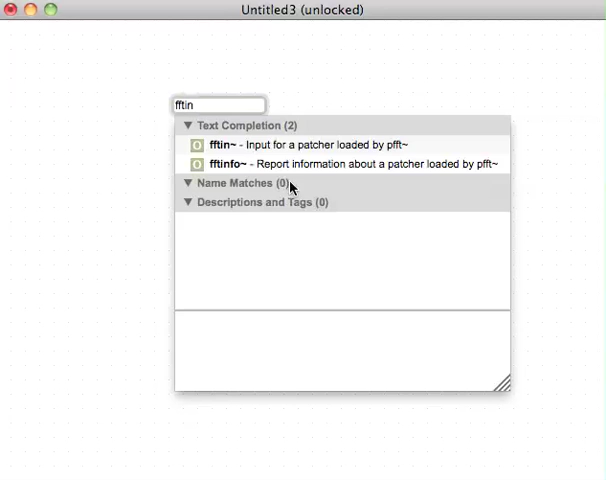 Untitled3 (unlocked)
fftin
Text Completion (2)
O fftin~ - Input for a patcher loaded by pfft~
O fftinfo~ - Report information about a patcher loaded by pfft~
Name Matches (0)
Descriptions and Tags (0)